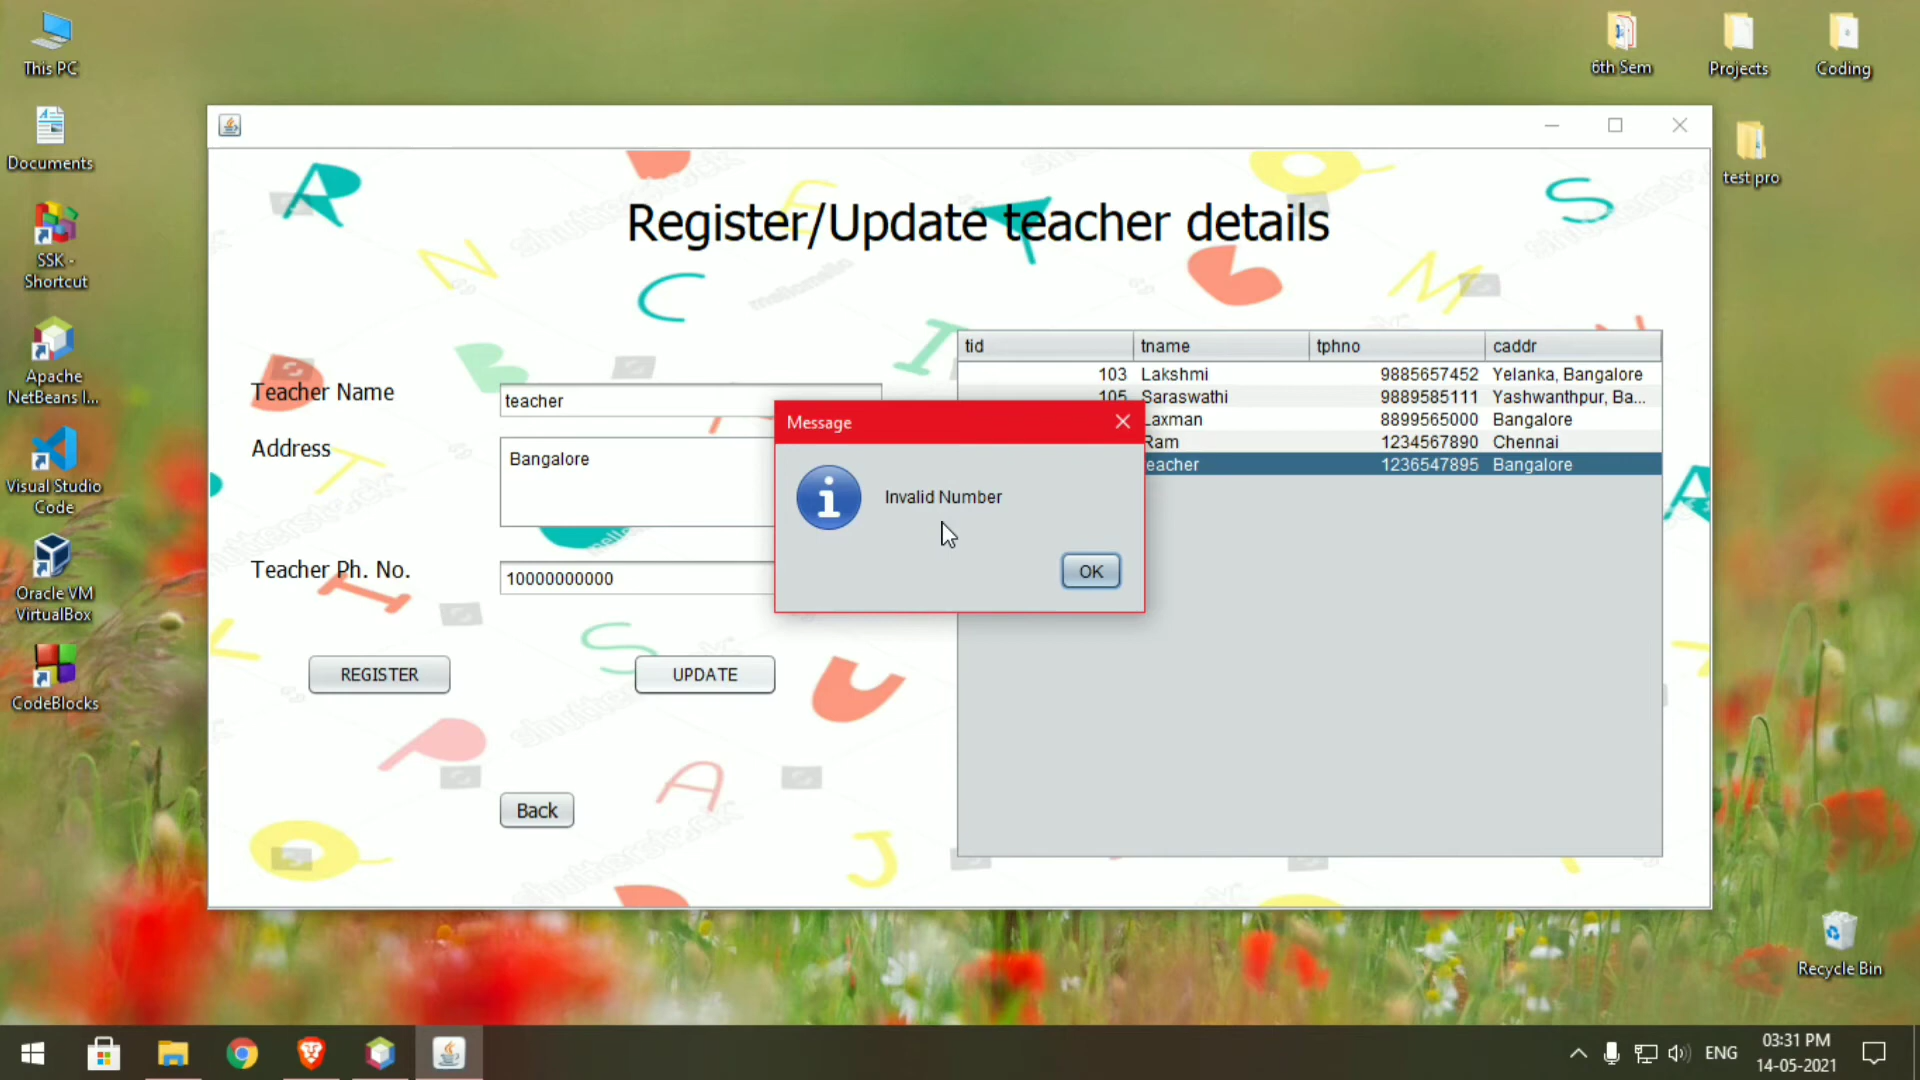 This PC
Documents
SSK -
Shortcut
Apache
NetBeans I...
Visual Studio
Code
Oracle VM
VirtualBox
CodeBlocks
6th Sem
Projects
Coding
test pro
Recycle Bin
Register/Update teacher details
Teacher Name
teacher
Address
Bangalore
Teacher Ph. No.
10000000000
REGISTER
UPDATE
Back
tid tname tphno caddr
103 Lakshmi 9885657452 Yelanka, Bangalore
105 Saraswathi 9889585111 Yashwanthpur, Ba...
Laxman 8899565000 Bangalore
Ram 1234567890 Chennai
teacher 1236547895 Bangalore
Message
Invalid Number
OK
ENG
03:31 PM
14-05-2021